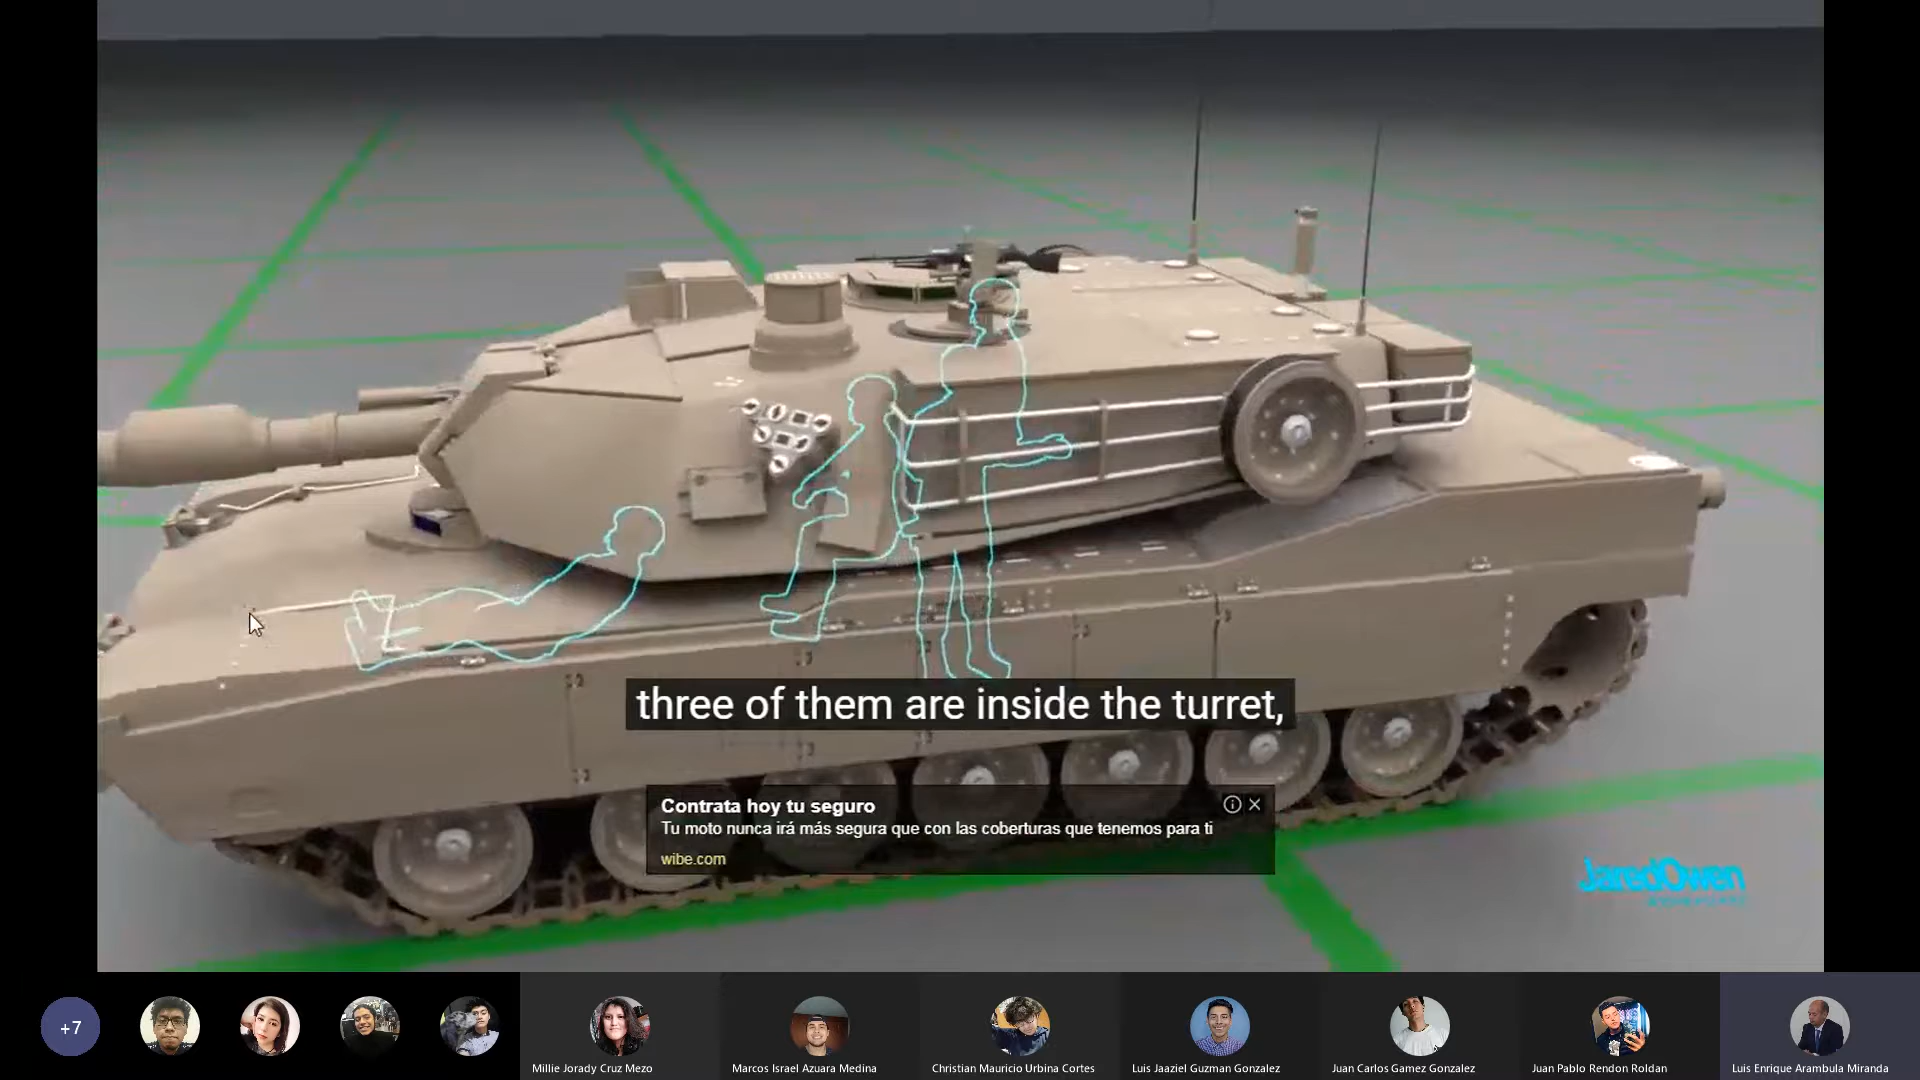 three of them are inside the turret,
Contrata hoy tu seguro
Tu moto nunca irá más segura que con las coberturas que tenemos para ti
wibe.com
JaredOwen
+7
Millie Jorady Cruz Mezo
Marcos Israel Azuara Medina
Christian Mauricio Urbina Cortes
Luis Jaaziel Guzman Gonzalez
Juan Carlos Gamez Gonzalez
Juan Pablo Rendon Roldan
Luis Enrique Arambula Miranda